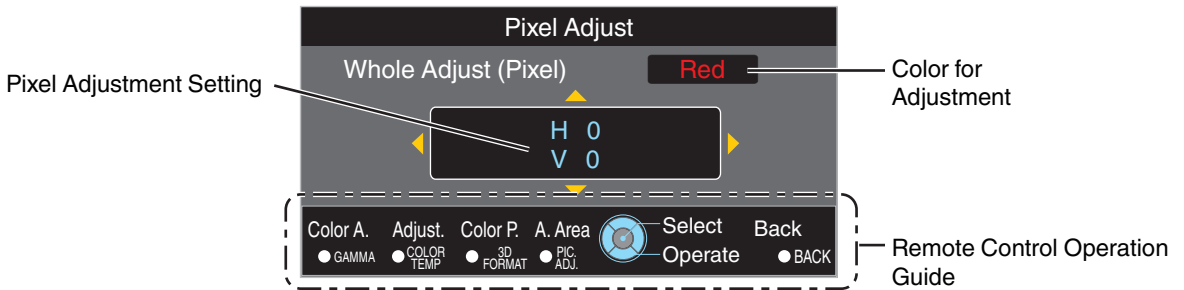 Pixel Adjust
Whole Adjust (Pixel) Red
Pixel Adjustment Setting
Color for
Adjustment
H 0
V 0
Color A. Adjust. Color P. A. Area Select Back
GAMMA COLOR TEMP 3D FORMAT PIC. ADJ. Operate BACK
Remote Control Operation
Guide